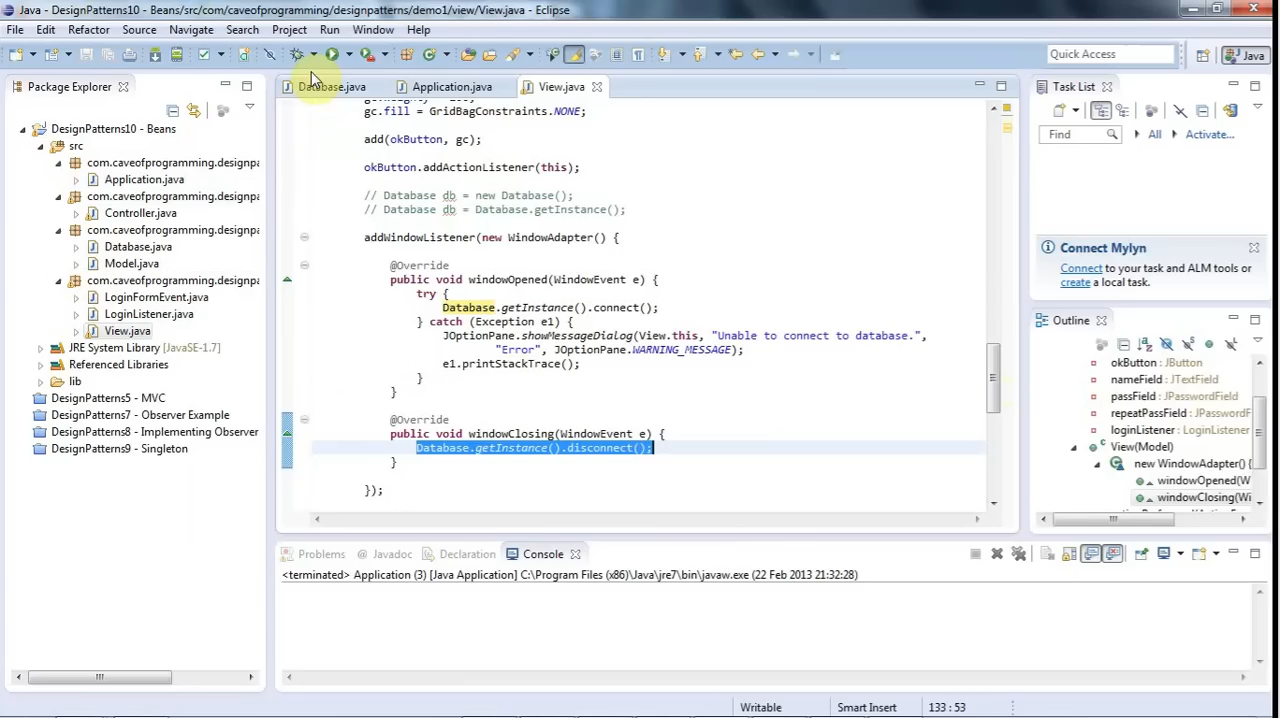 Java - DesignPatterns10 - Beans/src/com/caveofprogramming/designpatterns/demo1/view/View.java - Eclipse
File Edit Refactor Source Navigate Search Project Run Window Help
Quick Access
Java
Package Explorer
DesignPatterns10 - Beans
src
com.caveofprogramming.designpa
Application.java
com.caveofprogramming.designpa
Controller.java
com.caveofprogramming.designpa
Database.java
Model.java
com.caveofprogramming.designpa
LoginFormEvent.java
LoginListener.java
View.java
JRE System Library [JavaSE-1.7]
Referenced Libraries
lib
DesignPatterns5 - MVC
DesignPatterns7 - Observer Example
DesignPatterns8 - Implementing Observer
DesignPatterns9 - Singleton
Database.java Application.java View.java
gc.fill = GridBagConstraints.NONE;
add(okButton, gc);
okButton.addActionListener(this);
// Database db = new Database();
// Database db = Database.getInstance();
addWindowListener(new WindowAdapter() {
@Override
public void windowOpened(WindowEvent e) {
try {
Database.getInstance().connect();
} catch (Exception e1) {
JOptionPane.showMessageDialog(View.this, "Unable to connect to database.",
"Error", JOptionPane.WARNING_MESSAGE);
e1.printStackTrace();
}
}
@Override
public void windowClosing(WindowEvent e) {
Database.getInstance().disconnect();
}
});
Task List
Find All Activate...
Connect Mylyn
Connect to your task and ALM tools or
create a local task.
Outline
okButton : JButton
nameField : JTextField
passField : JPasswordField
repeatPassField : JPasswordF
loginListener : LoginListener
View(Model)
new WindowAdapter() {
windowOpened(W
windowClosing(Wi
Problems @ Javadoc Declaration Console
<terminated> Application (3) [Java Application] C:\Program Files (x86)\Java\jre7\bin\javaw.exe (22 Feb 2013 21:32:28)
Writable Smart Insert 133 : 53